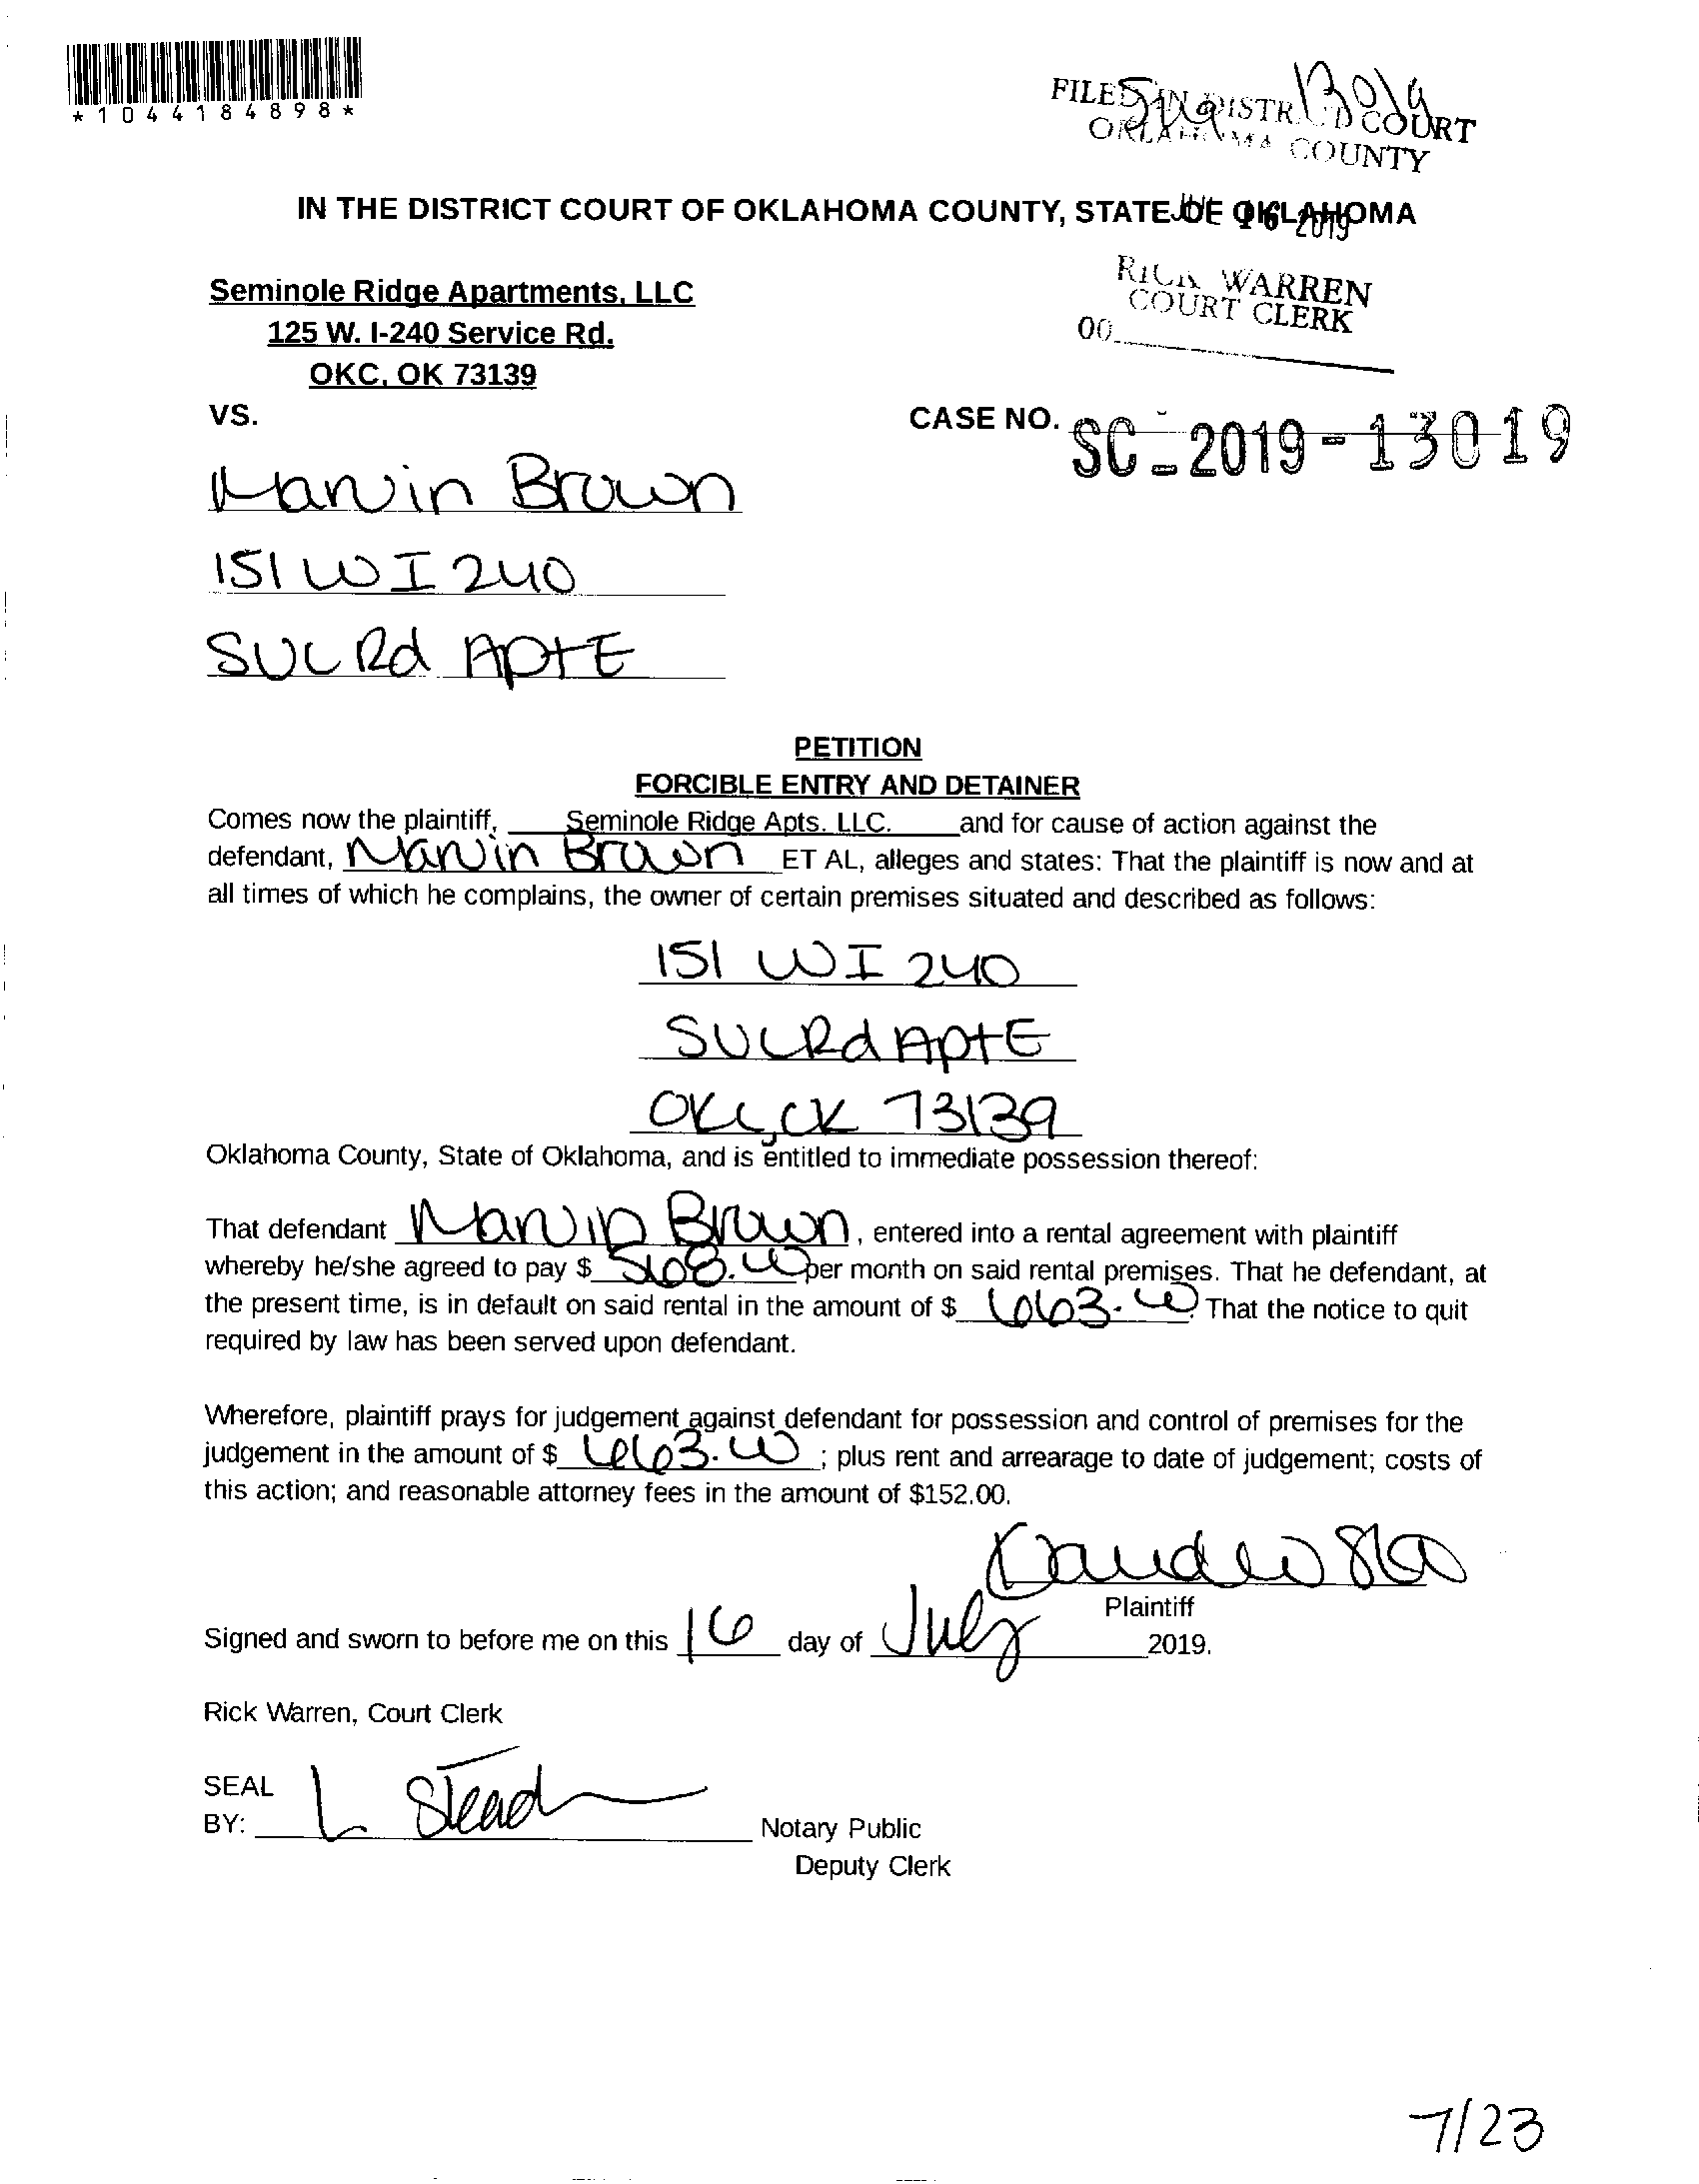 *1044184898*
FILED IN DISTRICT COURT
OKLAHOMA COUNTY
IN THE DISTRICT COURT OF OKLAHOMA COUNTY, STATE OF OKLAHOMA
JUL 16 2019
Seminole Ridge Apartments, LLC
RICK WARREN
COURT CLERK
125 W. I-240 Service Rd.
00
OKC, OK 73139
VS.
CASE NO. SC - 2019 - 13019
Marvin Brown
151 W I 240
SVC Rd Apt E
PETITION
FORCIBLE ENTRY AND DETAINER
Comes now the plaintiff, Seminole Ridge Apts. LLC. and for cause of action against the
defendant, Marvin Brown ET AL, alleges and states: That the plaintiff is now and at
all times of which he complains, the owner of certain premises situated and described as follows:
151 W I 240
SVC Rd Apt E
OKC, OK 73139
Oklahoma County, State of Oklahoma, and is entitled to immediate possession thereof:
That defendant Marvin Brown, entered into a rental agreement with plaintiff
whereby he/she agreed to pay $ 568.00 per month on said rental premises. That he defendant, at
the present time, is in default on said rental in the amount of $ 663.00. That the notice to quit
required by law has been served upon defendant.
Wherefore, plaintiff prays for judgement against defendant for possession and control of premises for the
judgement in the amount of $ 663.00 ; plus rent and arrearage to date of judgement; costs of
this action; and reasonable attorney fees in the amount of $152.00.
Plaintiff
Signed and sworn to before me on this 16 day of July 2019.
Rick Warren, Court Clerk
SEAL
BY: L Stead Notary Public
Deputy Clerk
7/23